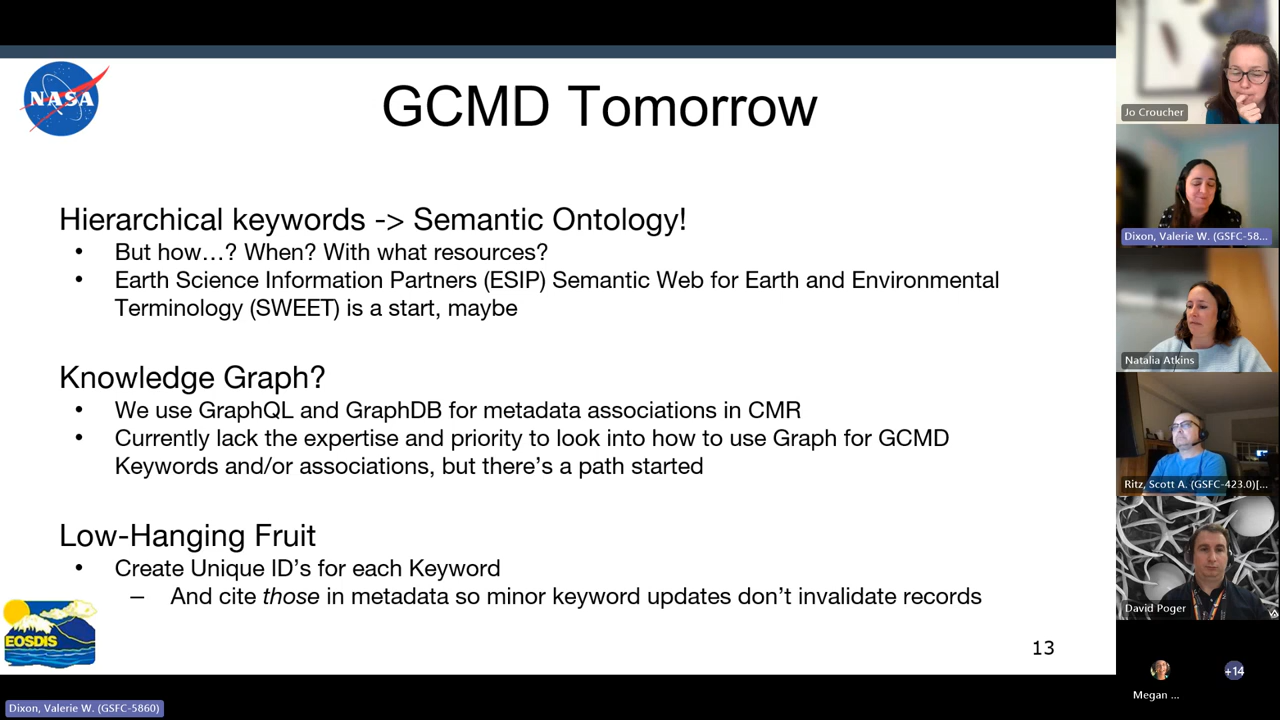 NASA
GCMD Tomorrow
Hierarchical keywords -> Semantic Ontology!
• But how…? When? With what resources?
• Earth Science Information Partners (ESIP) Semantic Web for Earth and Environmental
Terminology (SWEET) is a start, maybe
Knowledge Graph?
• We use GraphQL and GraphDB for metadata associations in CMR
• Currently lack the expertise and priority to look into how to use Graph for GCMD
Keywords and/or associations, but there’s a path started
Low-Hanging Fruit
• Create Unique ID’s for each Keyword
– And cite those in metadata so minor keyword updates don’t invalidate records
EOSDIS
13
Dixon, Valerie W. (GSFC-5860)
Jo Croucher
Dixon, Valerie W. (GSFC-58...
Natalia Atkins
Ritz, Scott A. (GSFC-423.0)[...
David Poger
Megan ...
+14